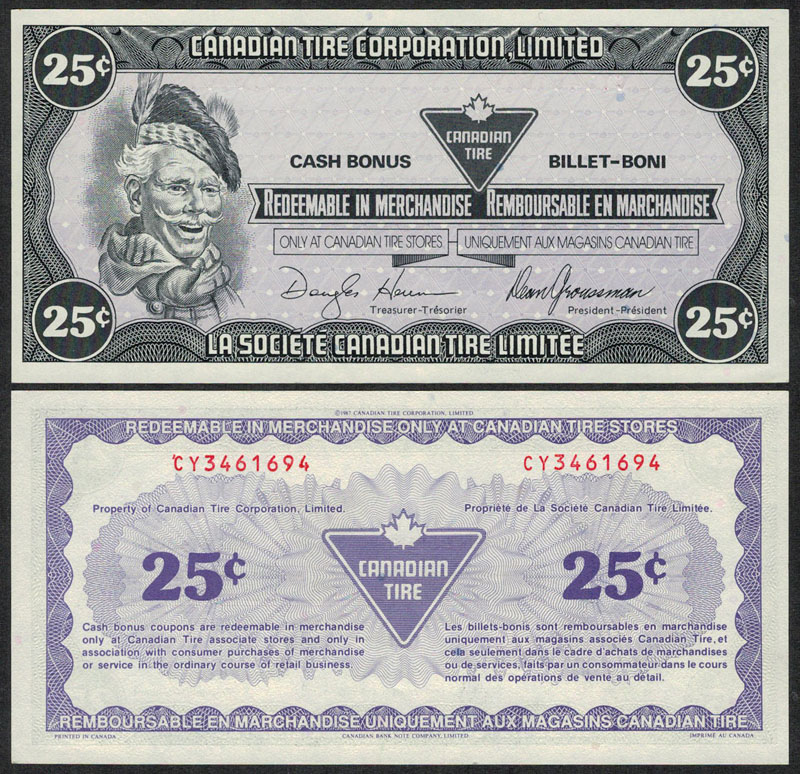 CANADIAN TIRE CORPORATION, LIMITED
25¢ 25¢
CANADIAN
TIRE
CASH BONUS BILLET-BONI
REDEEMABLE IN MERCHANDISE REMBOURSABLE EN MARCHANDISE
ONLY AT CANADIAN TIRE STORES UNIQUEMENT AUX MAGASINS CANADIAN TIRE
Dean Groussman
Treasurer-Trésorier President-Président
25¢ 25¢
LA SOCIÉTÉ CANADIAN TIRE LIMITÉE
©1987 CANADIAN TIRE CORPORATION, LIMITED
REDEEMABLE IN MERCHANDISE ONLY AT CANADIAN TIRE STORES
CY3461694 CY3461694
Property of Canadian Tire Corporation, Limited. Propriété de La Société Canadian Tire Limitée.
25¢ 25¢
CANADIAN
TIRE
Cash bonus coupons are redeemable in merchandise
only at Canadian Tire associate stores and only in
association with consumer purchases of merchandise
or service in the ordinary course of retail business.
Les billets-bonis sont remboursables en marchandise
uniquement aux magasins associés Canadian Tire, et
cela seulement dans le cadre d'achats de marchandises
ou de services, faits par un consommateur dans le cours
normal des opérations de vente au détail.
REMBOURSABLE EN MARCHANDISE UNIQUEMENT AUX MAGASINS CANADIAN TIRE
PRINTED IN CANADA CANADIAN BANK NOTE COMPANY, LIMITED IMPRIMÉ AU CANADA